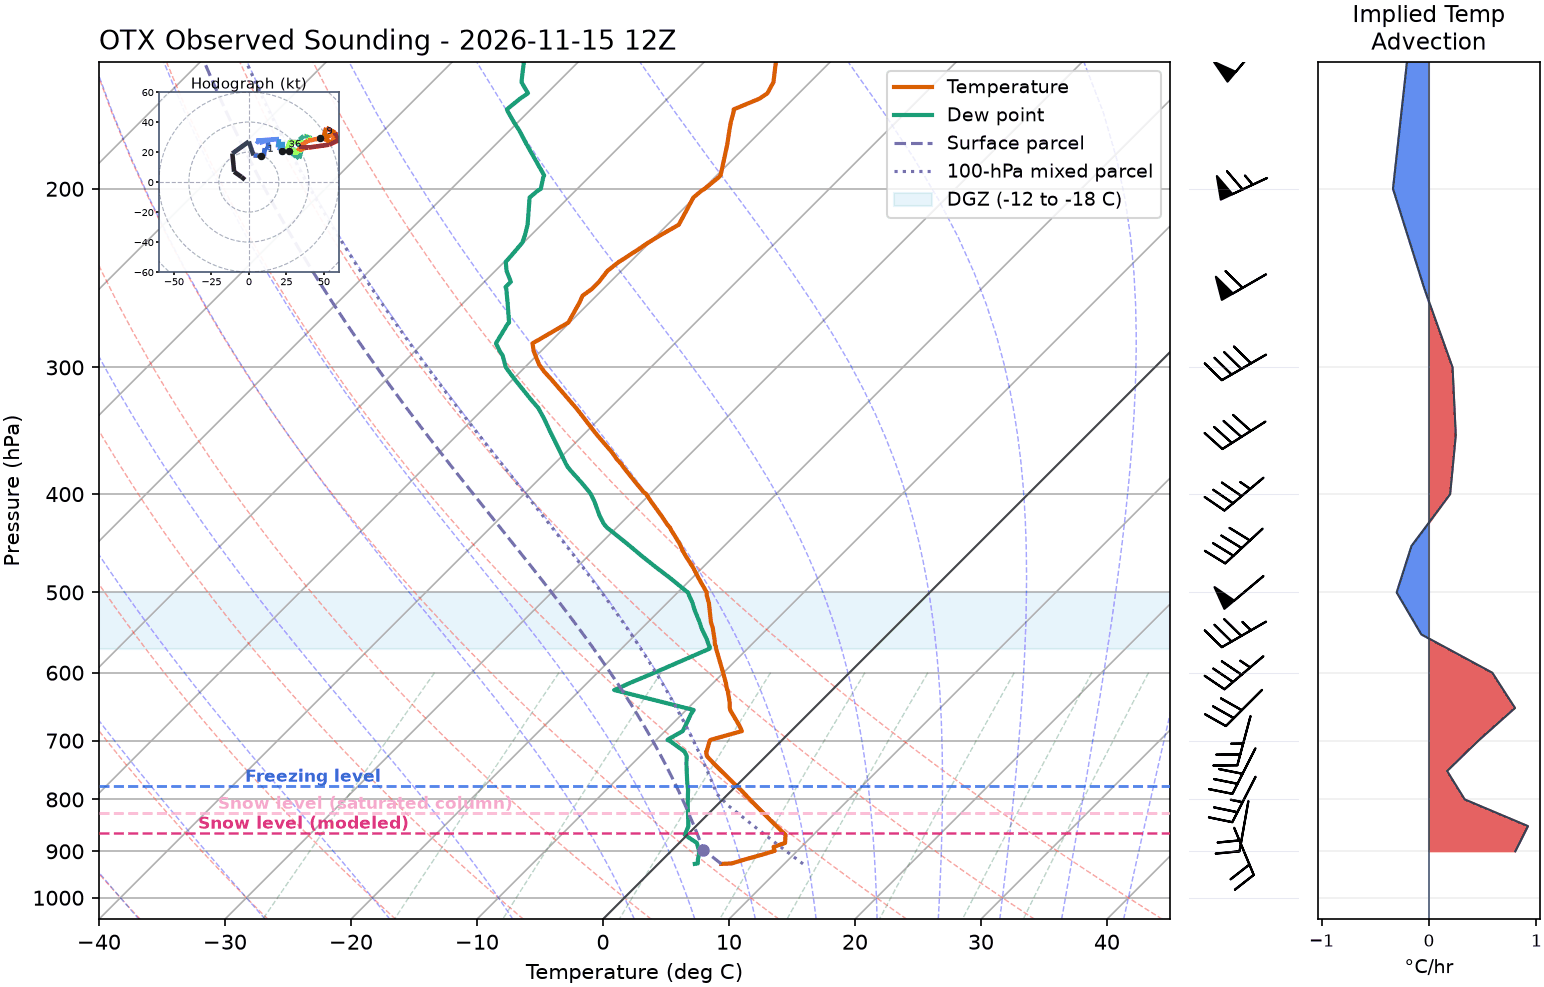 OTX Observed Sounding - 2026-11-15 12Z
Implied Temp
Advection
Hodograph (kt)
60
40
20
0
−20
−40
−60
−50
−25
0
25
50
1
36
9
Temperature
Dew point
Surface parcel
100-hPa mixed parcel
DGZ (-12 to -18 C)
200
300
400
500
600
700
800
900
1000
Pressure (hPa)
Freezing level
Snow level (saturated column)
Snow level (modeled)
−40
−30
−20
−10
0
10
20
30
40
Temperature (deg C)
−1
0
1
°C/hr